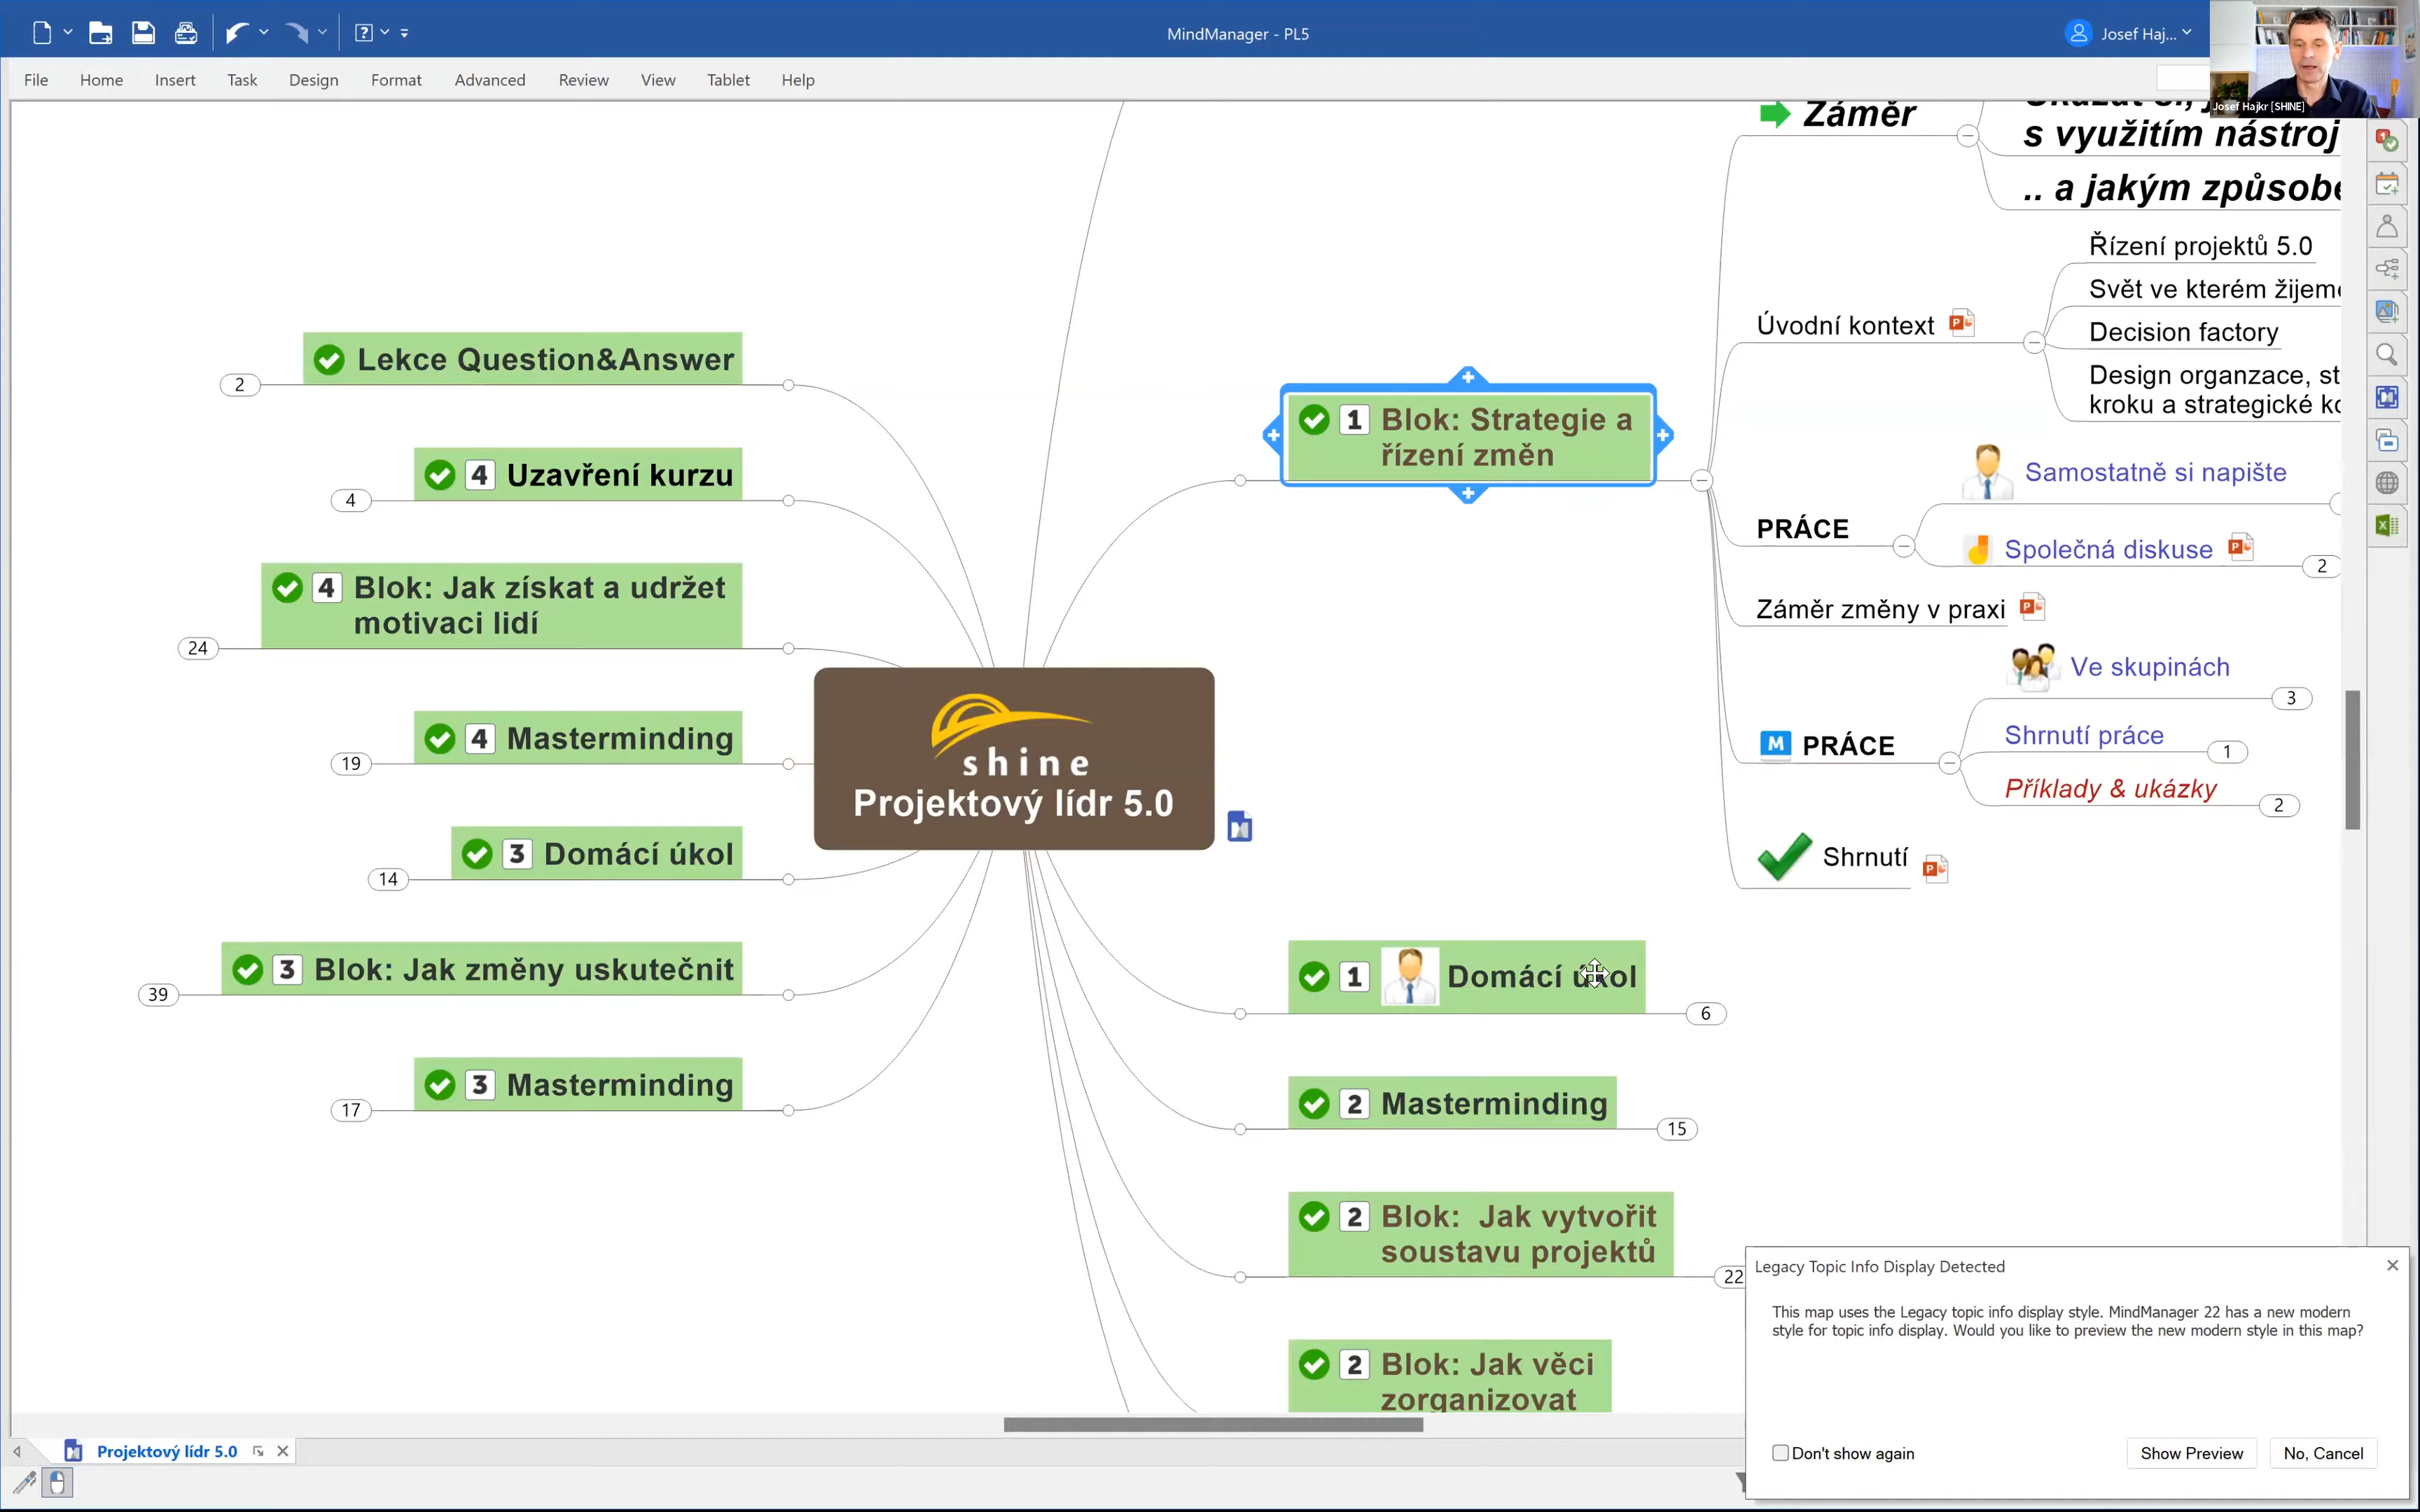 MindManager - PL5
Josef Haj...
Josef Hajkr [SHINE]
File Home Insert Task Design Format Advanced Review View Tablet Help
Záměr
s využitím nástroj
.. a jakým způsobe
Úvodní kontext
Řízení projektů 5.0
Svět ve kterém žijeme
Decision factory
Design organzace, st
kroku a strategické ko
1 Blok: Strategie a
řízení změn
PRÁCE
Samostatně si napište
Společná diskuse
2
Záměr změny v praxi
M PRÁCE
Ve skupinách
3
Shrnutí práce
1
Příklady & ukázky
2
Shrnutí
Lekce Question&Answer
2
4 Uzavření kurzu
4
4 Blok: Jak získat a udržet
motivaci lidí
24
4 Masterminding
19
3 Domácí úkol
14
3 Blok: Jak změny uskutečnit
39
3 Masterminding
17
shine
Projektový lídr 5.0
1 Domácí úkol
6
2 Masterminding
15
2 Blok: Jak vytvořit
soustavu projektů
22
2 Blok: Jak věci
zorganizovat
Legacy Topic Info Display Detected
This map uses the Legacy topic info display style. MindManager 22 has a new modern
style for topic info display. Would you like to preview the new modern style in this map?
Don't show again
Show Preview
No, Cancel
Projektový lídr 5.0